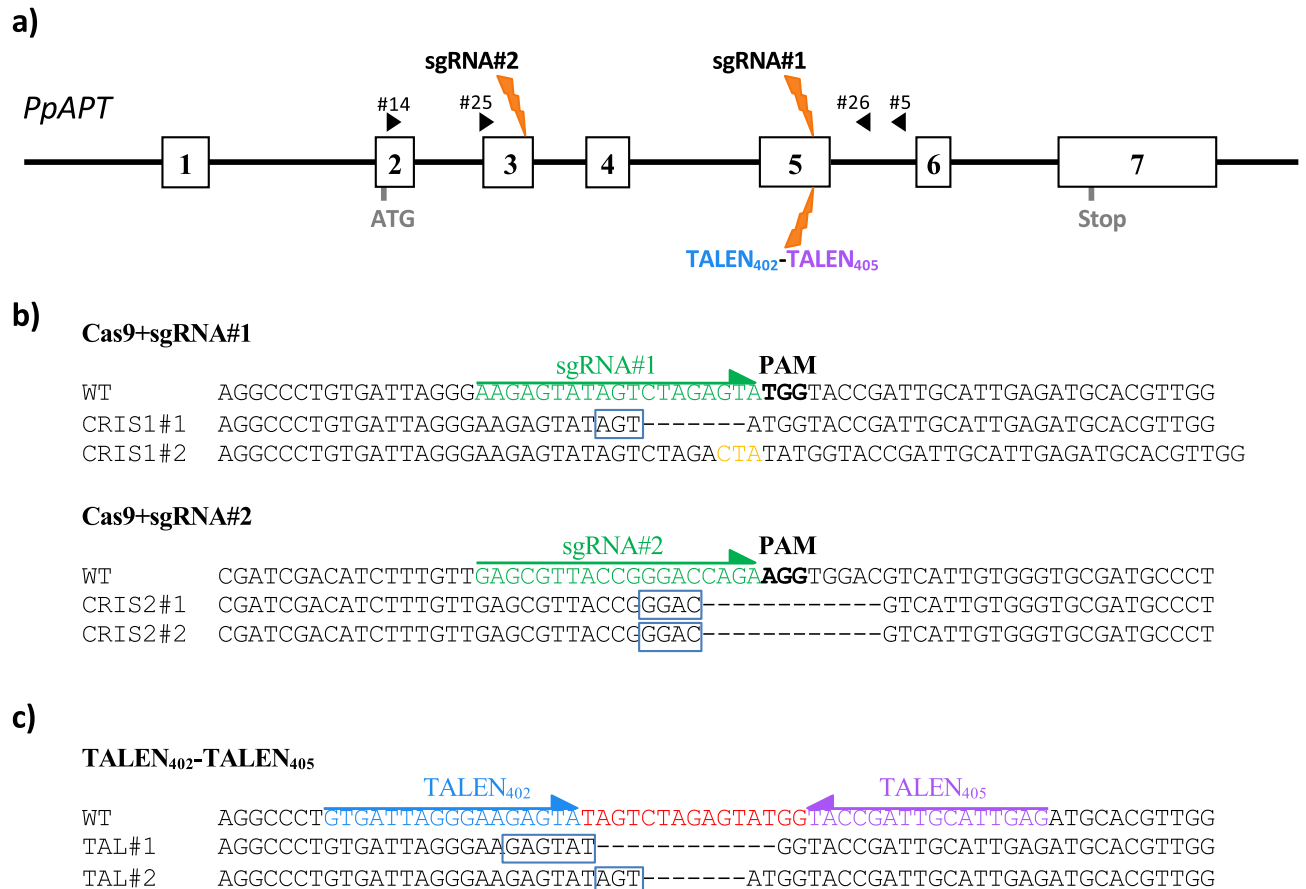 a)
sgRNA#2 sgRNA#1
#14 #25 #26 #5
PpAPT
1 2 3 4 5 6 7
ATG Stop
TALEN402-TALEN405
b)
Cas9+sgRNA#1
sgRNA#1 PAM
WT AGGCCCTGTGATTAGGGAAGAGTATAGTCTAGAGTATGGTACCGATTGCATTGAGATGCACGTTGG
CRIS1#1 AGGCCCTGTGATTAGGGAAGAGTATAGT-------ATGGTACCGATTGCATTGAGATGCACGTTGG
CRIS1#2 AGGCCCTGTGATTAGGGAAGAGTATAGTCTAGACTATATGGTACCGATTGCATTGAGATGCACGTTGG
Cas9+sgRNA#2
sgRNA#2 PAM
WT CGATCGACATCTTTGTTGAGCGTTACCGGGACCAGAAGGTGGACGTCATTGTGGGTGCGATGCCCT
CRIS2#1 CGATCGACATCTTTGTTGAGCGTTACCGGGAC------------GTCATTGTGGGTGCGATGCCCT
CRIS2#2 CGATCGACATCTTTGTTGAGCGTTACCGGGAC------------GTCATTGTGGGTGCGATGCCCT
c)
TALEN402-TALEN405
TALEN402 TALEN405
WT AGGCCCTGTGATTAGGGAAGAGTATAGTCTAGAGTATGGTACCGATTGCATTGAGATGCACGTTGG
TAL#1 AGGCCCTGTGATTAGGGAAGAGTAT------------GGTACCGATTGCATTGAGATGCACGTTGG
TAL#2 AGGCCCTGTGATTAGGGAAGAGTATAGT-------ATGGTACCGATTGCATTGAGATGCACGTTGG